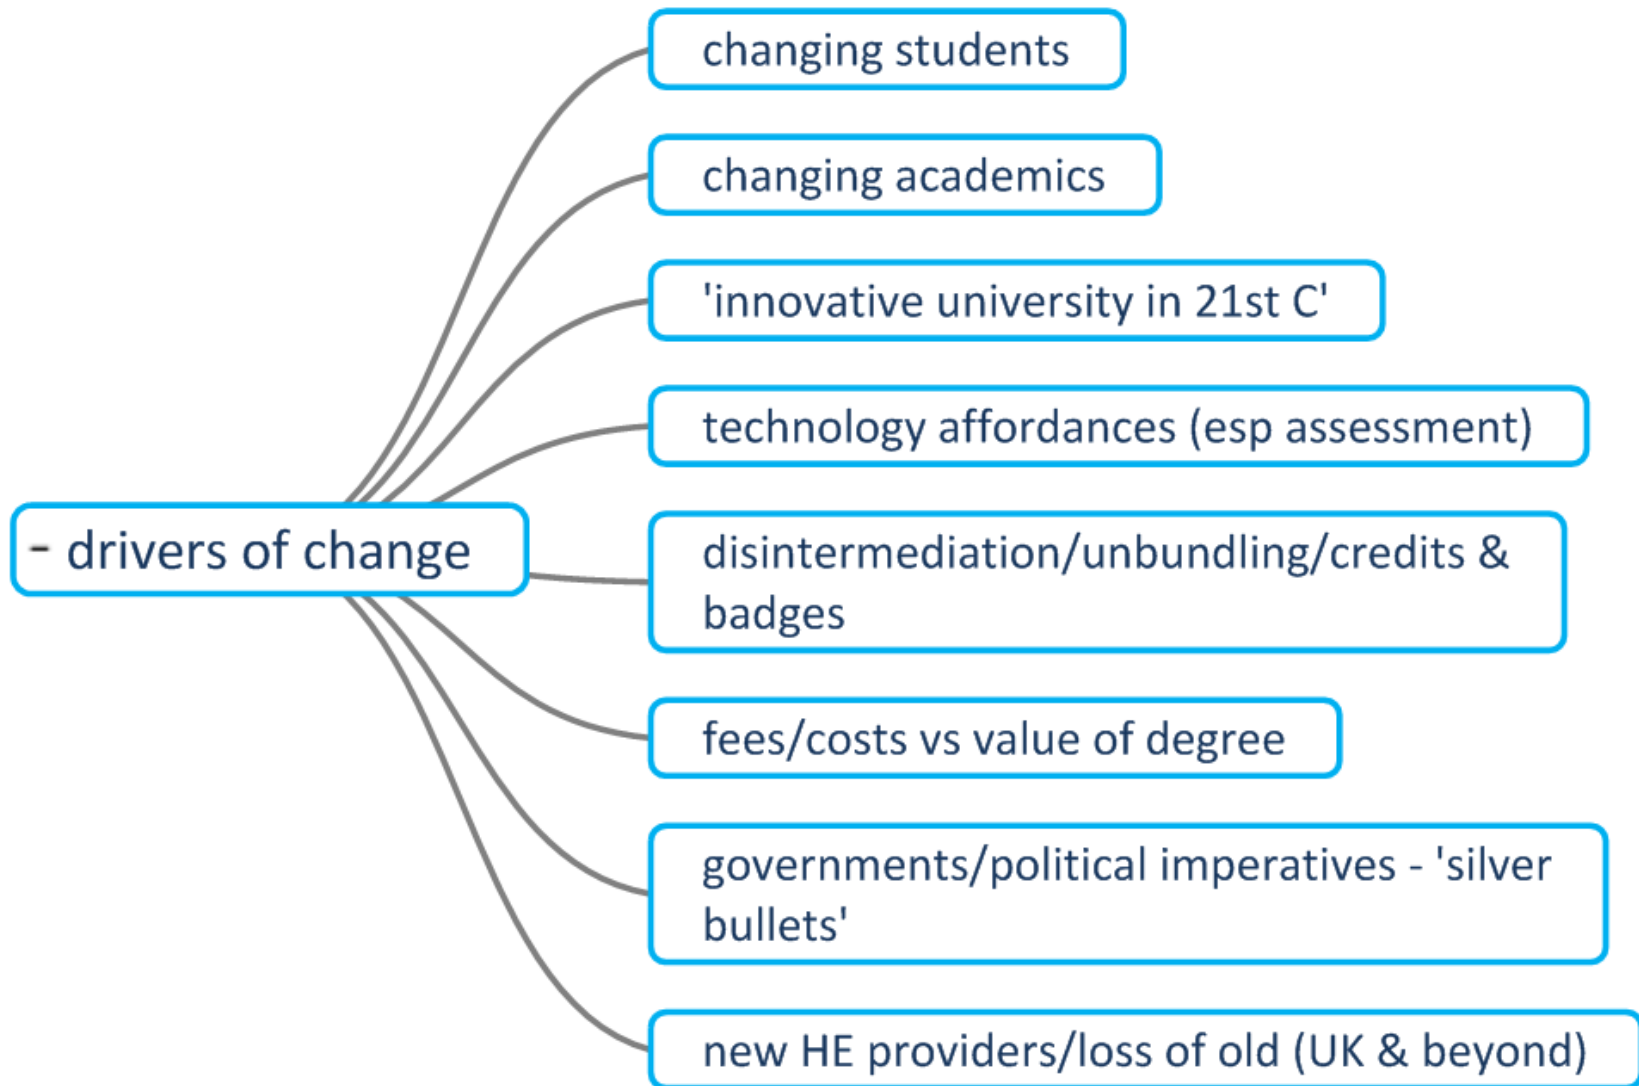 changing students
changing academics
'innovative university in 21st C'
technology affordances (esp assessment)
- drivers of change
disintermediation/unbundling/credits &
badges
fees/costs vs value of degree
governments/political imperatives - 'silver
bullets'
new HE providers/loss of old (UK & beyond)